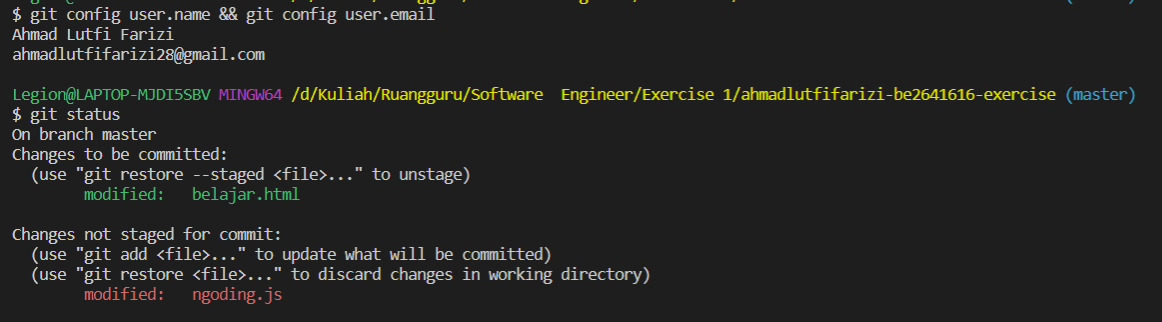 $ git config user.name && git config user.email
Ahmad Lutfi Farizi
ahmadlutfifarizi28@gmail.com
Legion@LAPTOP-MJDI5SBV MINGW64 /d/Kuliah/Ruangguru/Software  Engineer/Exercise 1/ahmadlutfifarizi-be2641616-exercise (master)
$ git status
On branch master
Changes to be committed:
  (use "git restore --staged <file>..." to unstage)
        modified:   belajar.html
Changes not staged for commit:
  (use "git add <file>..." to update what will be committed)
  (use "git restore <file>..." to discard changes in working directory)
        modified:   ngoding.js